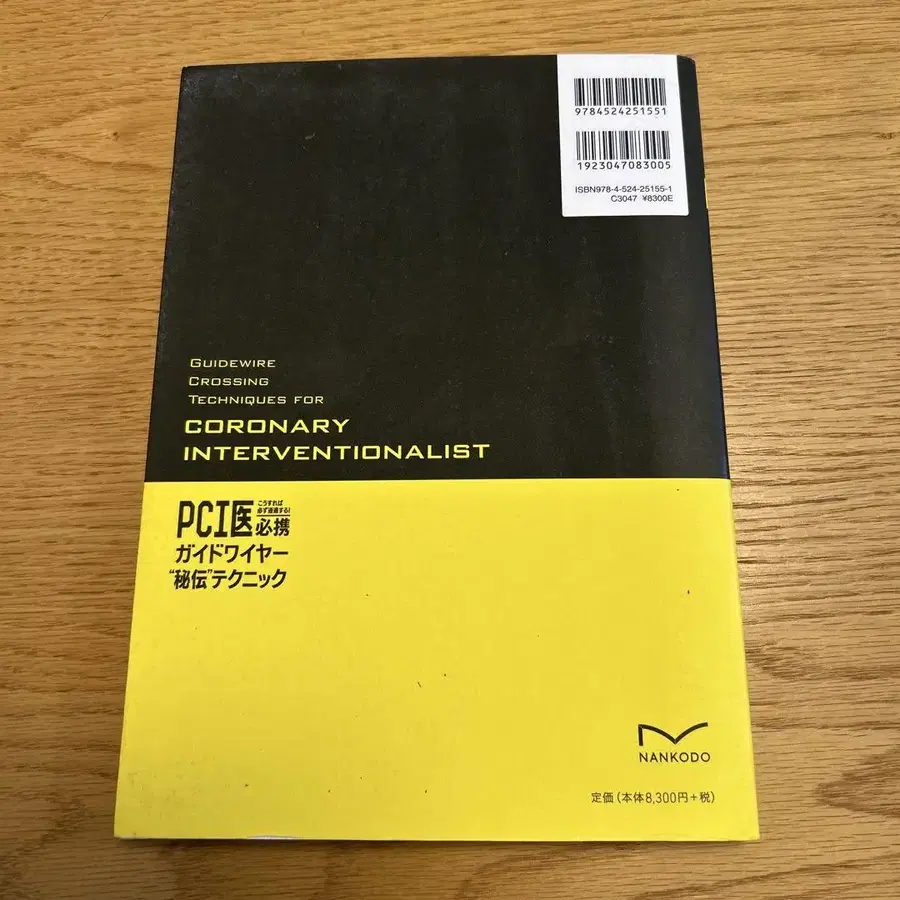 9784524251551
1923047083005
ISBN978-4-524-25155-1
C3047 ¥8300E
GUIDEWIRE
CROSSING
TECHNIQUES FOR
CORONARY
INTERVENTIONALIST
こうすれば
必ず通過する!
PCI医必携
ガイドワイヤー
“秘伝”テクニック
NANKODO
定価(本体8,300円+税)